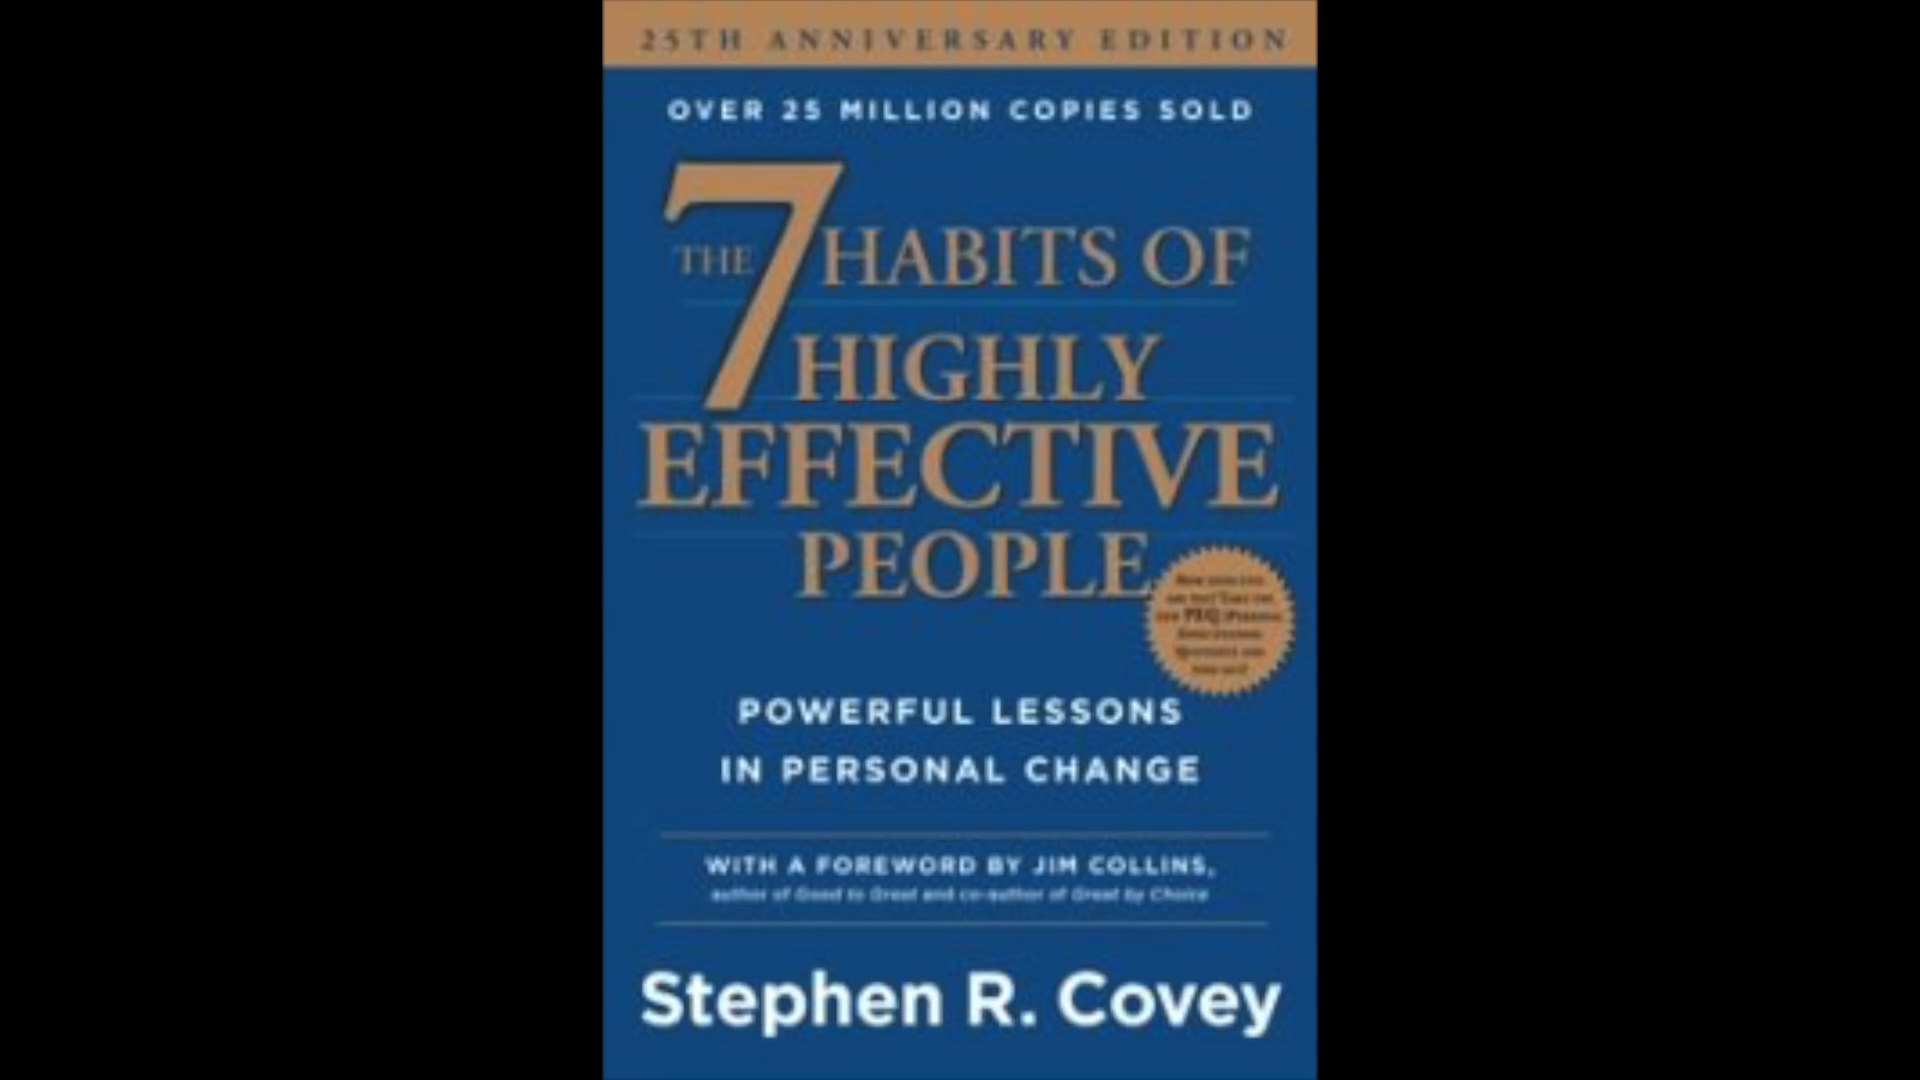 25TH ANNIVERSARY EDITION
OVER 25 MILLION COPIES SOLD
THE 7 HABITS OF
HIGHLY
EFFECTIVE
PEOPLE
POWERFUL LESSONS
IN PERSONAL CHANGE
WITH A FOREWORD BY JIM COLLINS,
author of Good to Great and co-author of Great by Choice
Stephen R. Covey